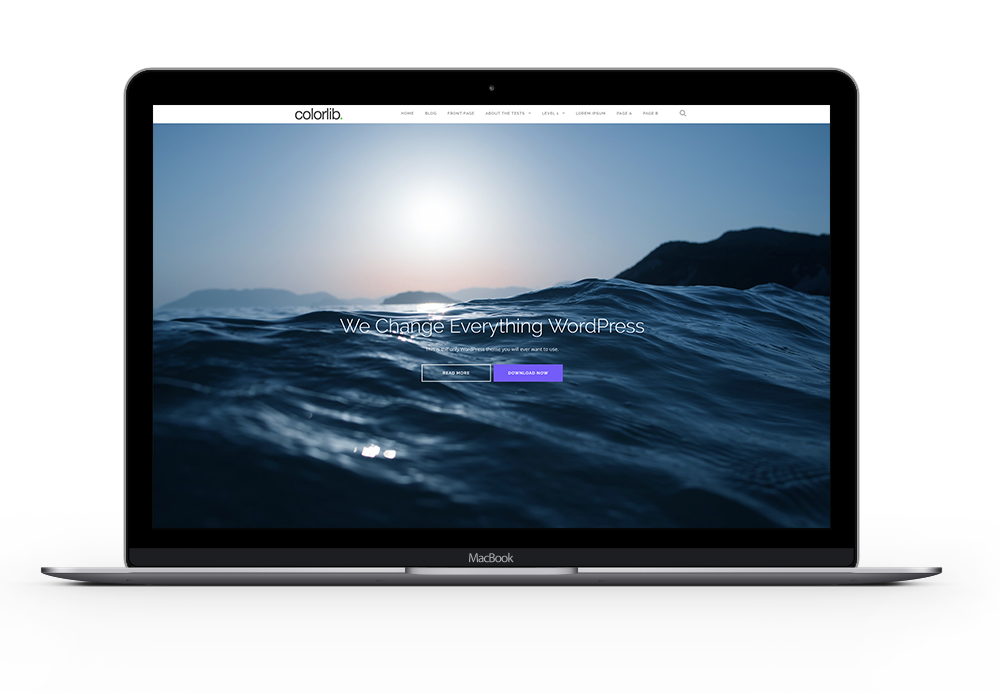 colorlib.
HOME BLOG FRONT PAGE ABOUT THE TESTS LEVEL 1 LOREM IPSUM PAGE A PAGE B
We Change Everything WordPress
This is the only WordPress theme you will ever want to use.
READ MORE DOWNLOAD NOW
MacBook